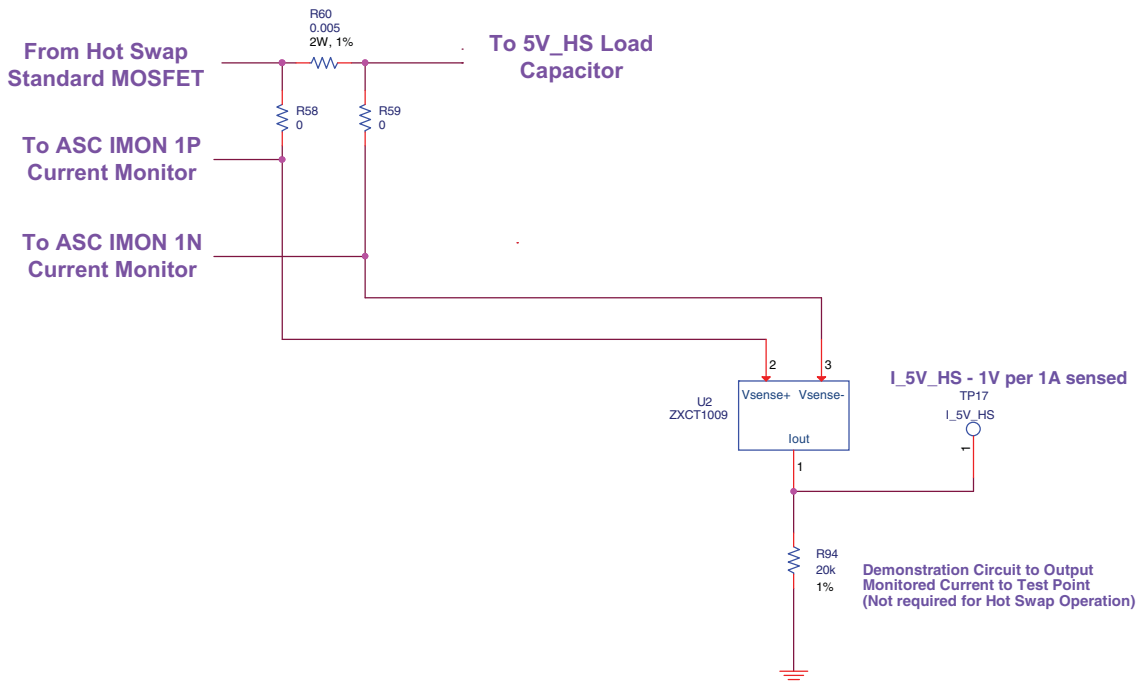 R60
0.005
2W, 1%
From Hot Swap
Standard MOSFET
To 5V_HS Load
Capacitor
R58
0
R59
0
To ASC IMON 1P
Current Monitor
To ASC IMON 1N
Current Monitor
2
3
I_5V_HS - 1V per 1A sensed
TP17
I_5V_HS
1
U2
ZXCT1009
Vsense+
Vsense-
Iout
1
R94
20k
1%
Demonstration Circuit to Output
Monitored Current to Test Point
(Not required for Hot Swap Operation)